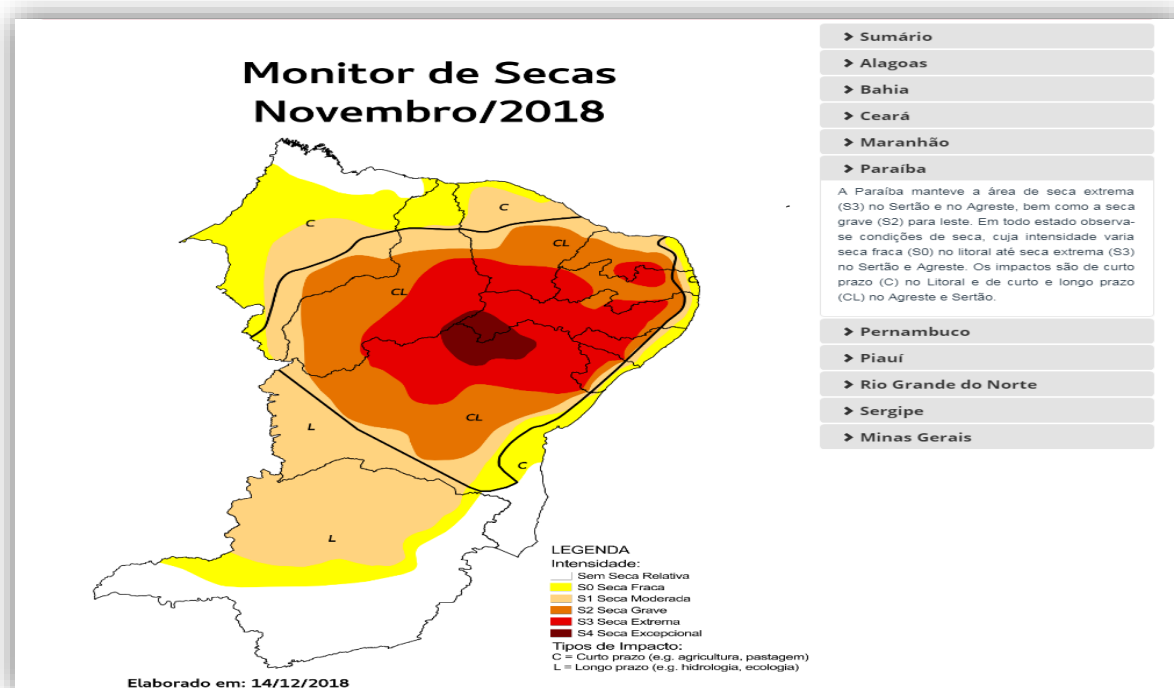 Monitor de Secas
Novembro/2018
C
C
CL
CL
C
CL
L
C
L
LEGENDA
Intensidade:
Sem Seca Relativa
S0 Seca Fraca
S1 Seca Moderada
S2 Seca Grave
S3 Seca Extrema
S4 Seca Excepcional
Tipos de Impacto:
C = Curto prazo (e.g. agricultura, pastagem)
L = Longo prazo (e.g. hidrologia, ecologia)
Elaborado em: 14/12/2018
Sumário
Alagoas
Bahia
Ceará
Maranhão
Paraíba
A Paraíba manteve a área de seca extrema
(S3) no Sertão e no Agreste, bem como a seca
grave (S2) para leste. Em todo estado observa-
se condições de seca, cuja intensidade varia
seca fraca (S0) no litoral até seca extrema (S3)
no Sertão e Agreste. Os impactos são de curto
prazo (C) no Litoral e de curto e longo prazo
(CL) no Agreste e Sertão.
Pernambuco
Piauí
Rio Grande do Norte
Sergipe
Minas Gerais